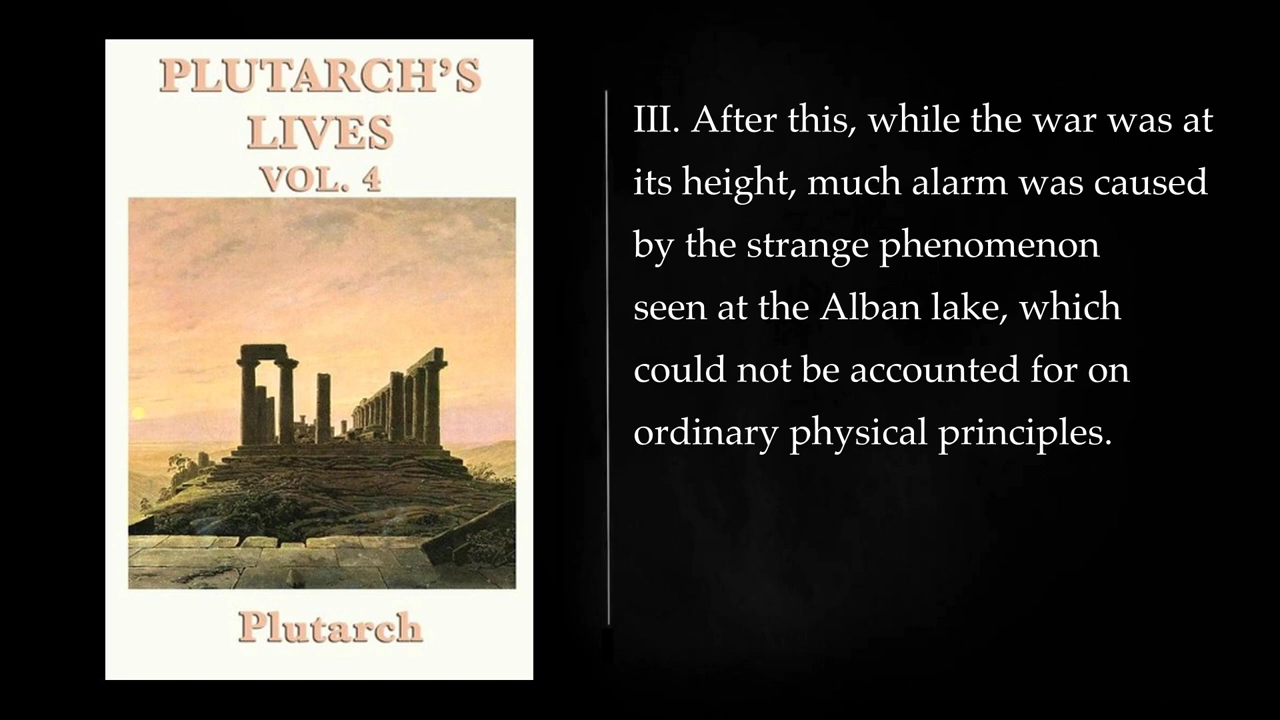 PLUTARCH'S
LIVES
VOL. 4
Plutarch
III. After this, while the war was at
its height, much alarm was caused
by the strange phenomenon
seen at the Alban lake, which
could not be accounted for on
ordinary physical principles.